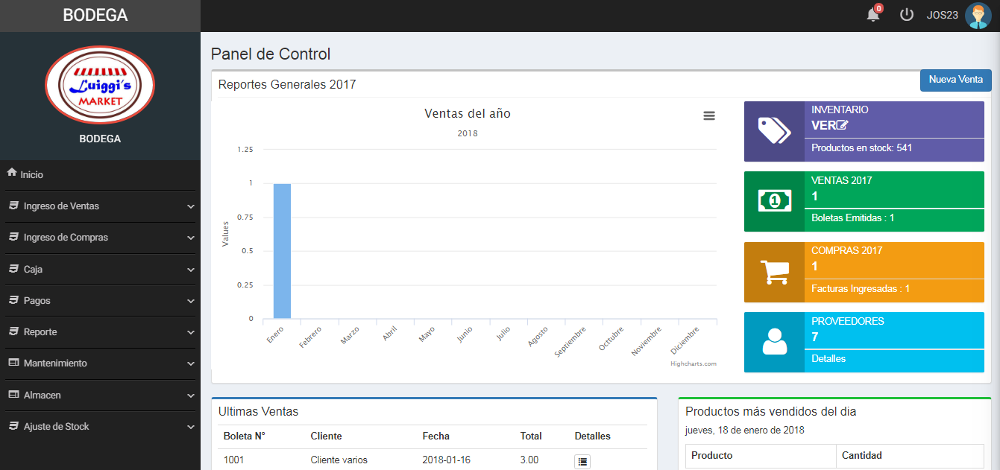 BODEGA
0
JOS23
Luiggi's
MARKET
BODEGA
Inicio
Ingreso de Ventas
Ingreso de Compras
Caja
Pagos
Reporte
Mantenimiento
Almacen
Ajuste de Stock
Panel de Control
Reportes Generales 2017
Nueva Venta
Ventas del año
2018
Values
1.25
1
0.75
0.5
0.25
0
Enero
Febrero
Marzo
Abril
Mayo
Junio
Julio
Agosto
Septiembre
Octtubre
Noviembre
Diciembre
Highcharts.com
INVENTARIO
VER
Productos en stock: 541
1
VENTAS 2017
1
Boletas Emitidas : 1
COMPRAS 2017
1
Facturas Ingresadas : 1
PROVEEDORES
7
Detalles
Ultimas Ventas
Boleta N° Cliente Fecha Total Detalles
1001 Cliente varios 2018-01-16 3.00
Productos más vendidos del dia
jueves, 18 de enero de 2018
Producto Cantidad